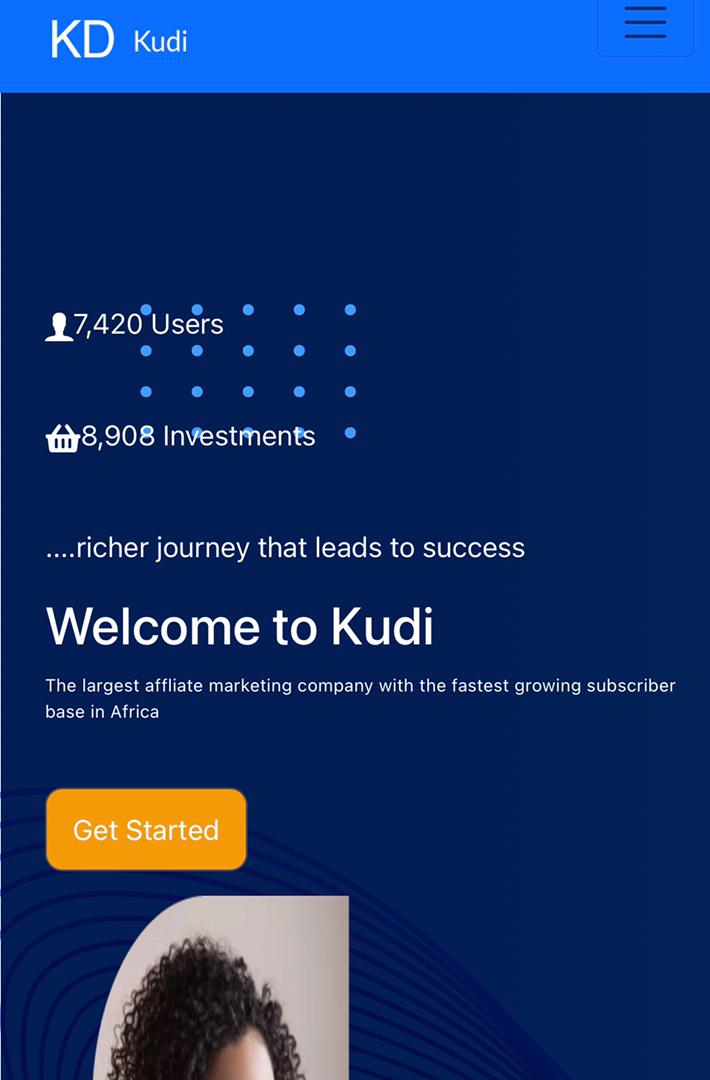 KD Kudi
7,420 Users
8,908 Investments
....richer journey that leads to success
Welcome to Kudi
The largest affliate marketing company with the fastest growing subscriber
base in Africa
Get Started